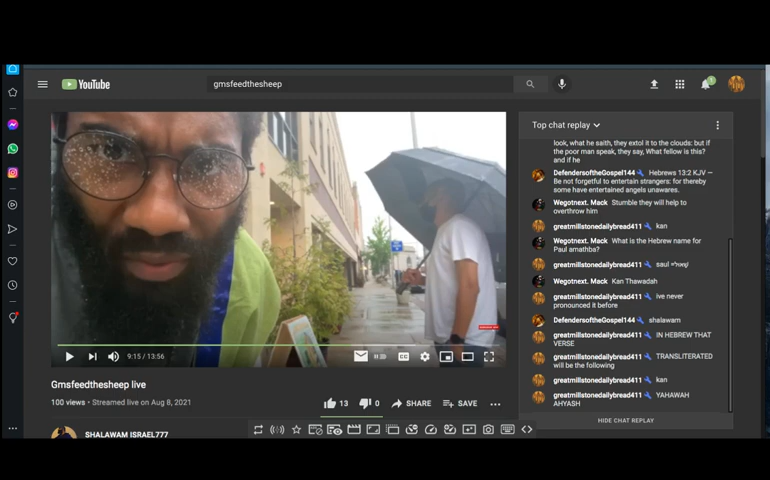 YouTube
gmsfeedthesheep
1
Top chat replay
look, what he saith, they extol it to the clouds: but if
the poor man speak, they say, What fellow is this?
and if he
DefendersoftheGospel144 Hebrews 13:2 KJV —
Be not forgetful to entertain strangers: for thereby
some have entertained angels unawares.
Wegotnext. Mack Stumble they will help to
overthrow him
greatmillstonedailybread411 kan
Wegotnext. Mack What is the Hebrew name for
Paul amathba?
greatmillstonedailybread411 saul שָׁאוּל
Wegotnext. Mack Kan Thawadah
greatmillstonedailybread411 Ive never
pronounced it before
DefendersoftheGospel144 shalawam
greatmillstonedailybread411 IN HEBREW THAT
VERSE
greatmillstonedailybread411 TRANSLITERATED
will be the following
greatmillstonedailybread411 kan
greatmillstonedailybread411 YAHAWAH
AHYASH
HIDE CHAT REPLAY
9:15 / 13:56
CC
Gmsfeedthesheep live
100 views • Streamed live on Aug 8, 2021
13
0
SHARE
SAVE
SHALAWAM ISRAEL777